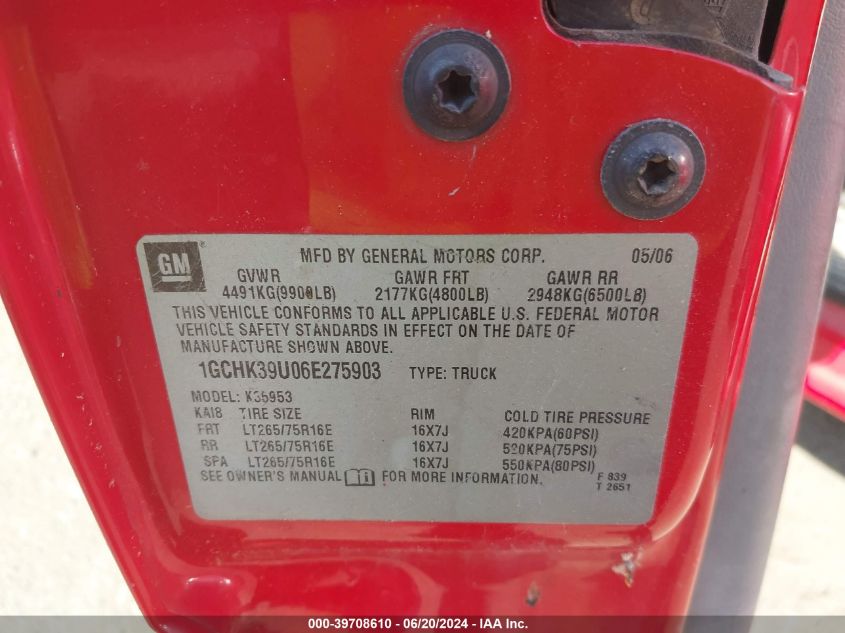 GM
MFD BY GENERAL MOTORS CORP. 05/06
GVWR GAWR FRT GAWR RR
4491KG(9900LB) 2177KG(4800LB) 2948KG(6500LB)
THIS VEHICLE CONFORMS TO ALL APPLICABLE U.S. FEDERAL MOTOR
VEHICLE SAFETY STANDARDS IN EFFECT ON THE DATE OF
MANUFACTURE SHOWN ABOVE.
1GCHK39U06E275903 TYPE: TRUCK
MODEL: K35953
KAI8 TIRE SIZE RIM COLD TIRE PRESSURE
FRT LT265/75R16E 16X7J 420KPA(60PSI)
RR LT265/75R16E 16X7J 520KPA(75PSI)
SPA LT265/75R16E 16X7J 550KPA(80PSI)
SEE OWNER'S MANUAL FOR MORE INFORMATION.
F 839
T 2651
000-39708610 / 06/20/2024 - IAA Inc.